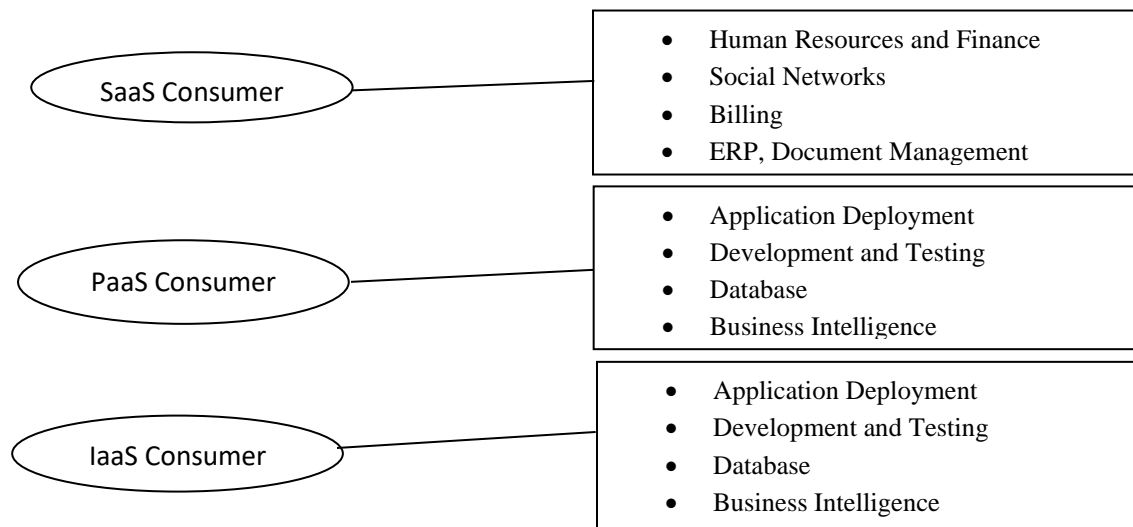 SaaS Consumer
• Human Resources and Finance
• Social Networks
• Billing
• ERP, Document Management
PaaS Consumer
• Application Deployment
• Development and Testing
• Database
• Business Intelligence
IaaS Consumer
• Application Deployment
• Development and Testing
• Database
• Business Intelligence